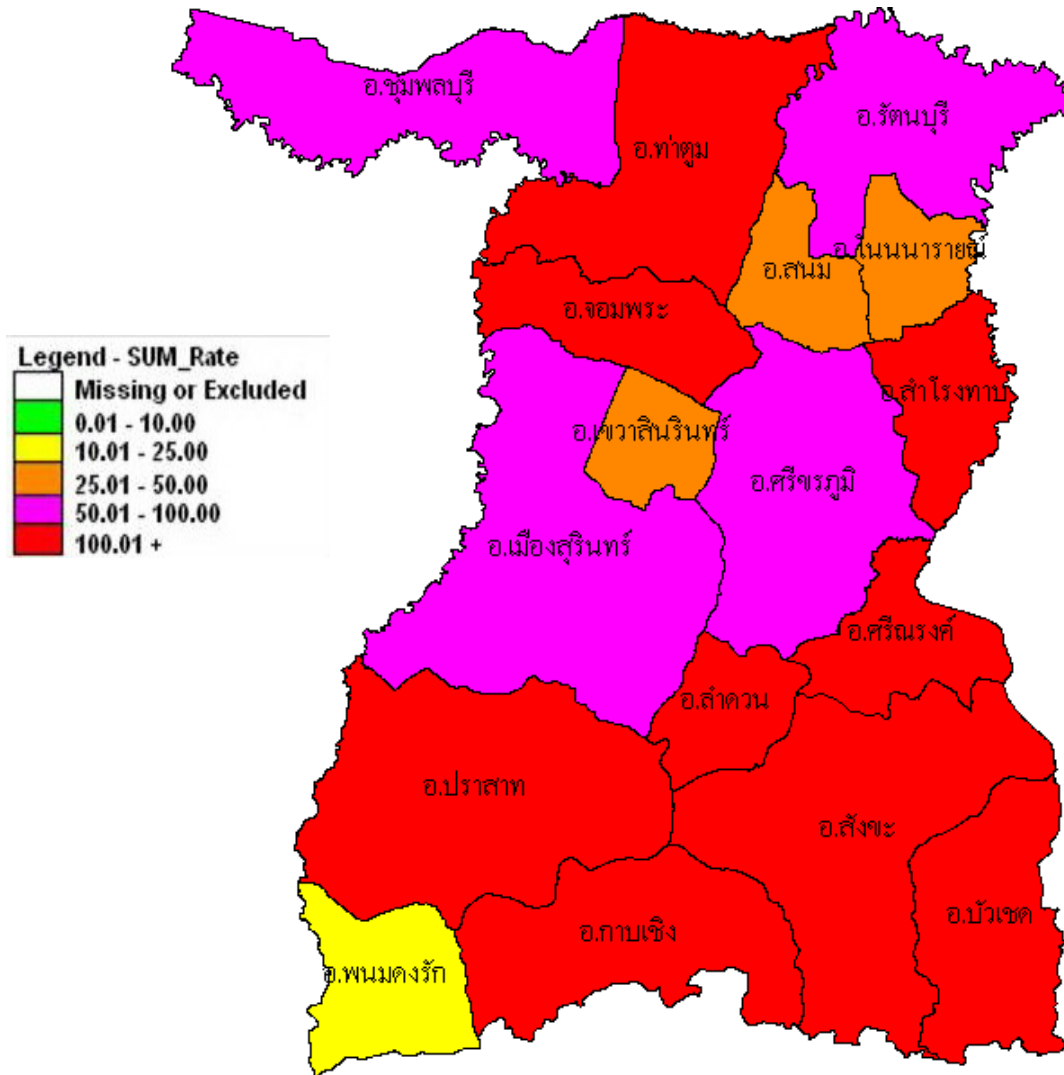 อ.ชุมพลบุรี
อ.รัตนบุรี
อ.ท่าตูม
อ.โนนนารายณ์
อ.สนม
อ.จอมพระ
Legend - SUM_Rate
Missing or Excluded
0.01 - 10.00
10.01 - 25.00
25.01 - 50.00
50.01 - 100.00
100.01 +
อ.สำโรงทาบ
อ.เขวาสินรินทร์
อ.ศรีขรภูมิ
อ.เมืองสุรินทร์
อ.ศรีณรงค์
อ.ลำดวน
อ.ปราสาท
อ.สังขะ
อ.บัวเชด
อ.กาบเชิง
อ.พนมดงรัก